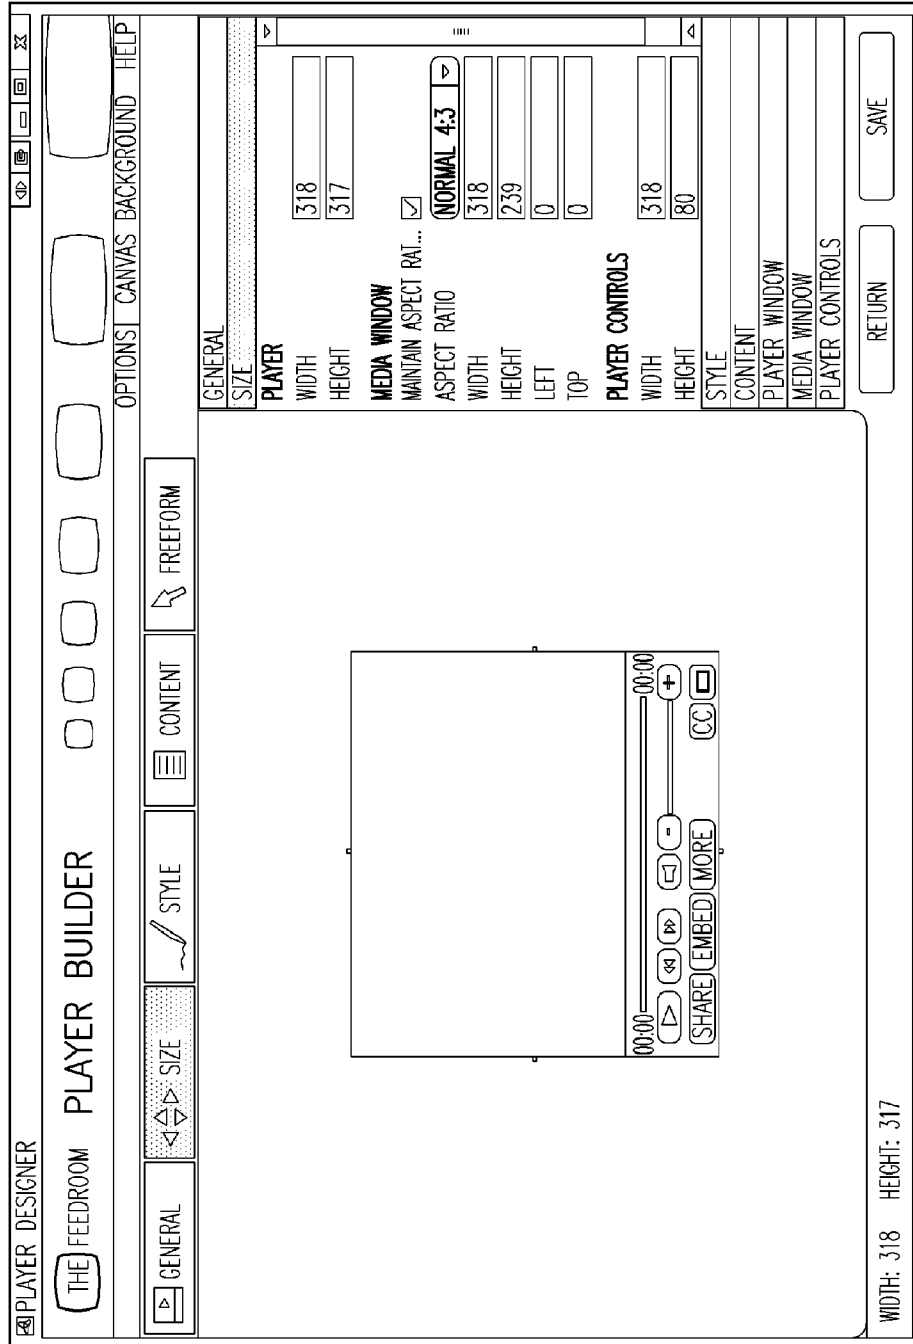 PLAYER DESIGNER
THE FEEDROOM PLAYER BUILDER
OPTIONS CANVAS BACKGROUND HELP
GENERAL SIZE STYLE CONTENT FREEFORM
GENERAL
SIZE
PLAYER
WIDTH 318
HEIGHT 317
MEDIA WINDOW
MAINTAIN ASPECT RAT...
ASPECT RATIO NORMAL 4:3
WIDTH 318
HEIGHT 239
LEFT 0
TOP 0
PLAYER CONTROLS
WIDTH 318
HEIGHT 80
STYLE
CONTENT
PLAYER WINDOW
MEDIA WINDOW
PLAYER CONTROLS
00:00 00:00
- +
SHARE EMBED MORE CC
WIDTH: 318 HEIGHT: 317
RETURN SAVE